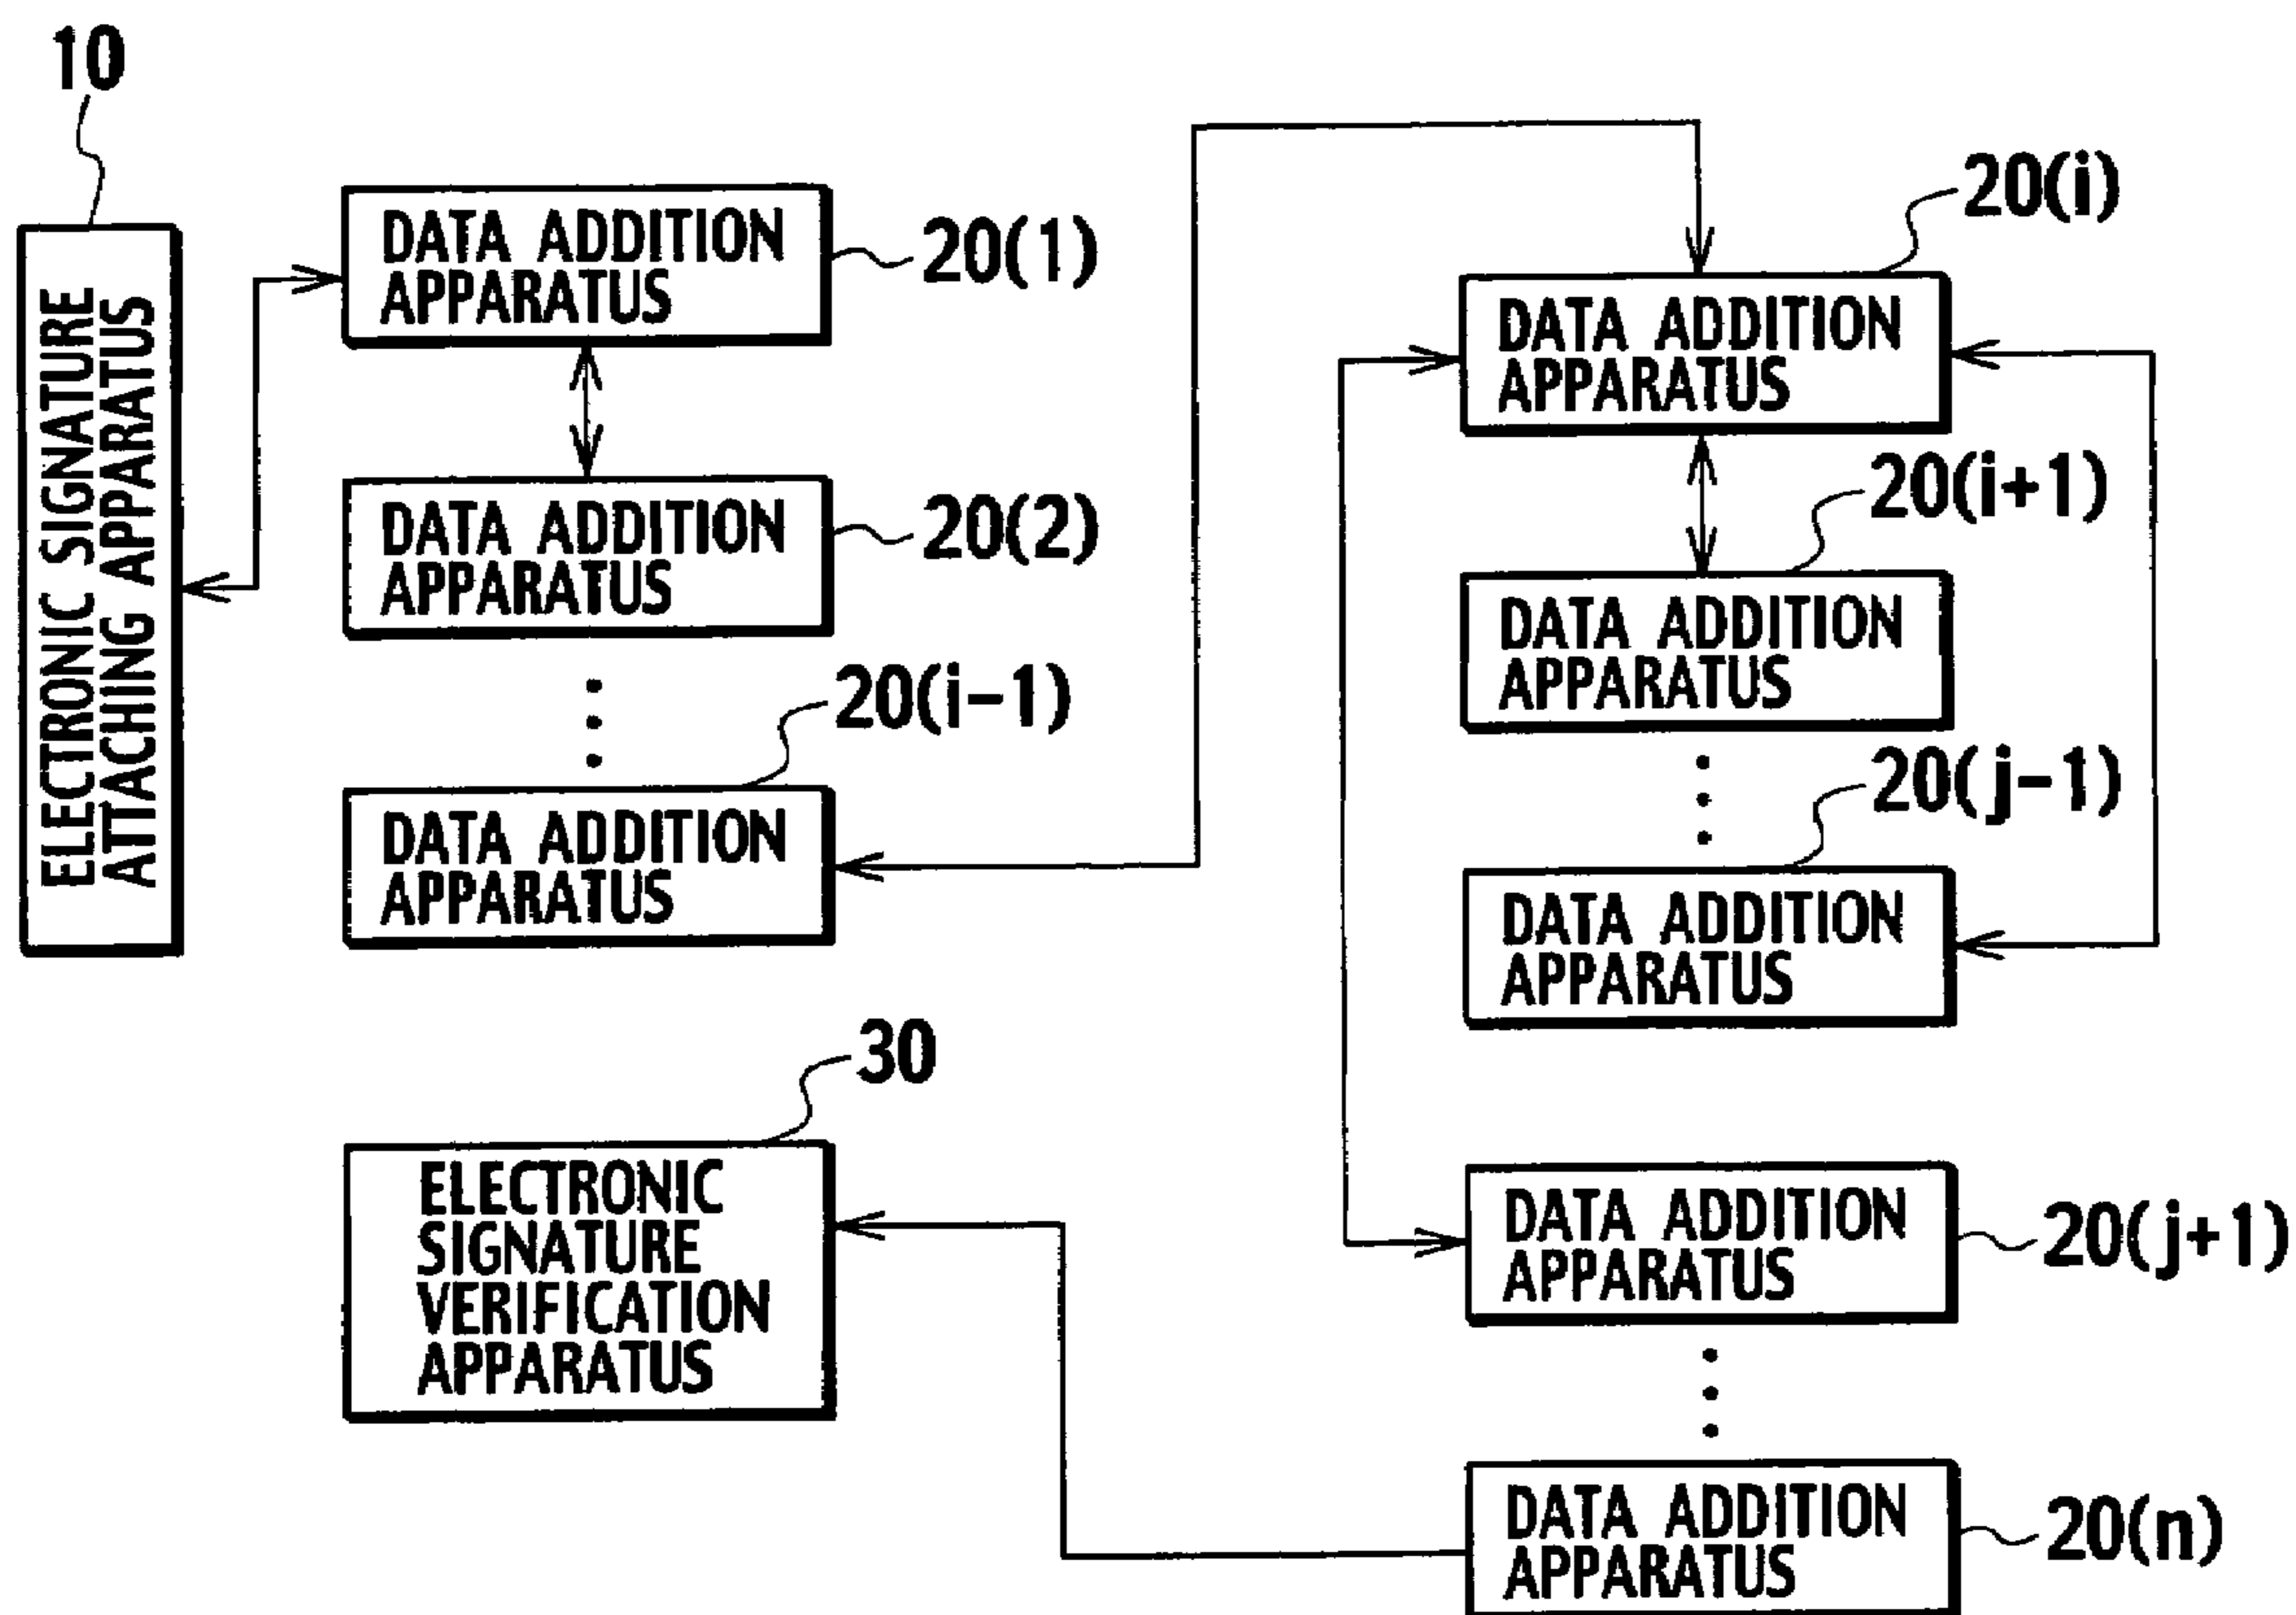 10
ELECTRONIC SIGNATURE
ATTACHING APPARATUS
DATA ADDITION
APPARATUS
20(1)
DATA ADDITION
APPARATUS
20(2)
20(i-1)
DATA ADDITION
APPARATUS
30
ELECTRONIC
SIGNATURE
VERIFICATION
APPARATUS
20(i)
DATA ADDITION
APPARATUS
20(i+1)
DATA ADDITION
APPARATUS
20(j-1)
DATA ADDITION
APPARATUS
DATA ADDITION
APPARATUS
20(j+1)
DATA ADDITION
APPARATUS
20(n)